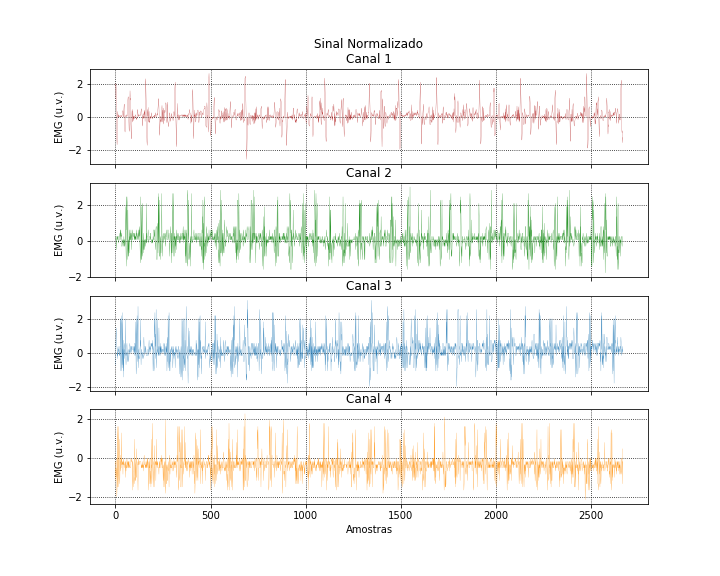 Sinal Normalizado
Canal 1
2
0
−2
EMG (u.v.)
Canal 2
2
0
−2
EMG (u.v.)
Canal 3
2
0
−2
EMG (u.v.)
Canal 4
2
0
−2
EMG (u.v.)
0 500 1000 1500 2000 2500
Amostras